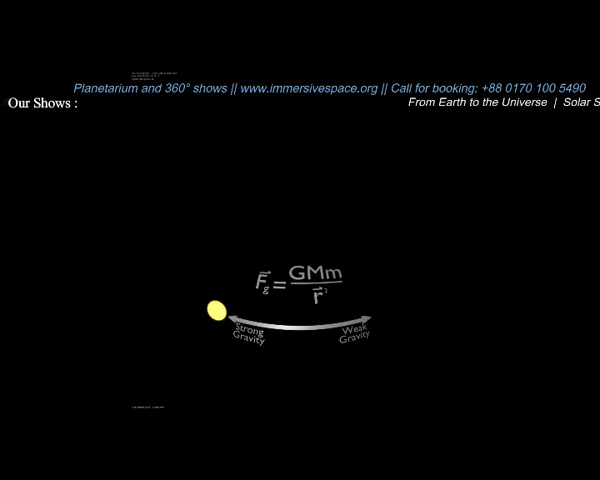 Planetarium and 360° shows || www.immersivespace.org || Call for booking: +88 0170 100 5490
Our Shows :
From Earth to the Universe | Solar S
F⃗g = GMm / r⃗²
Strong Gravity
Weak Gravity